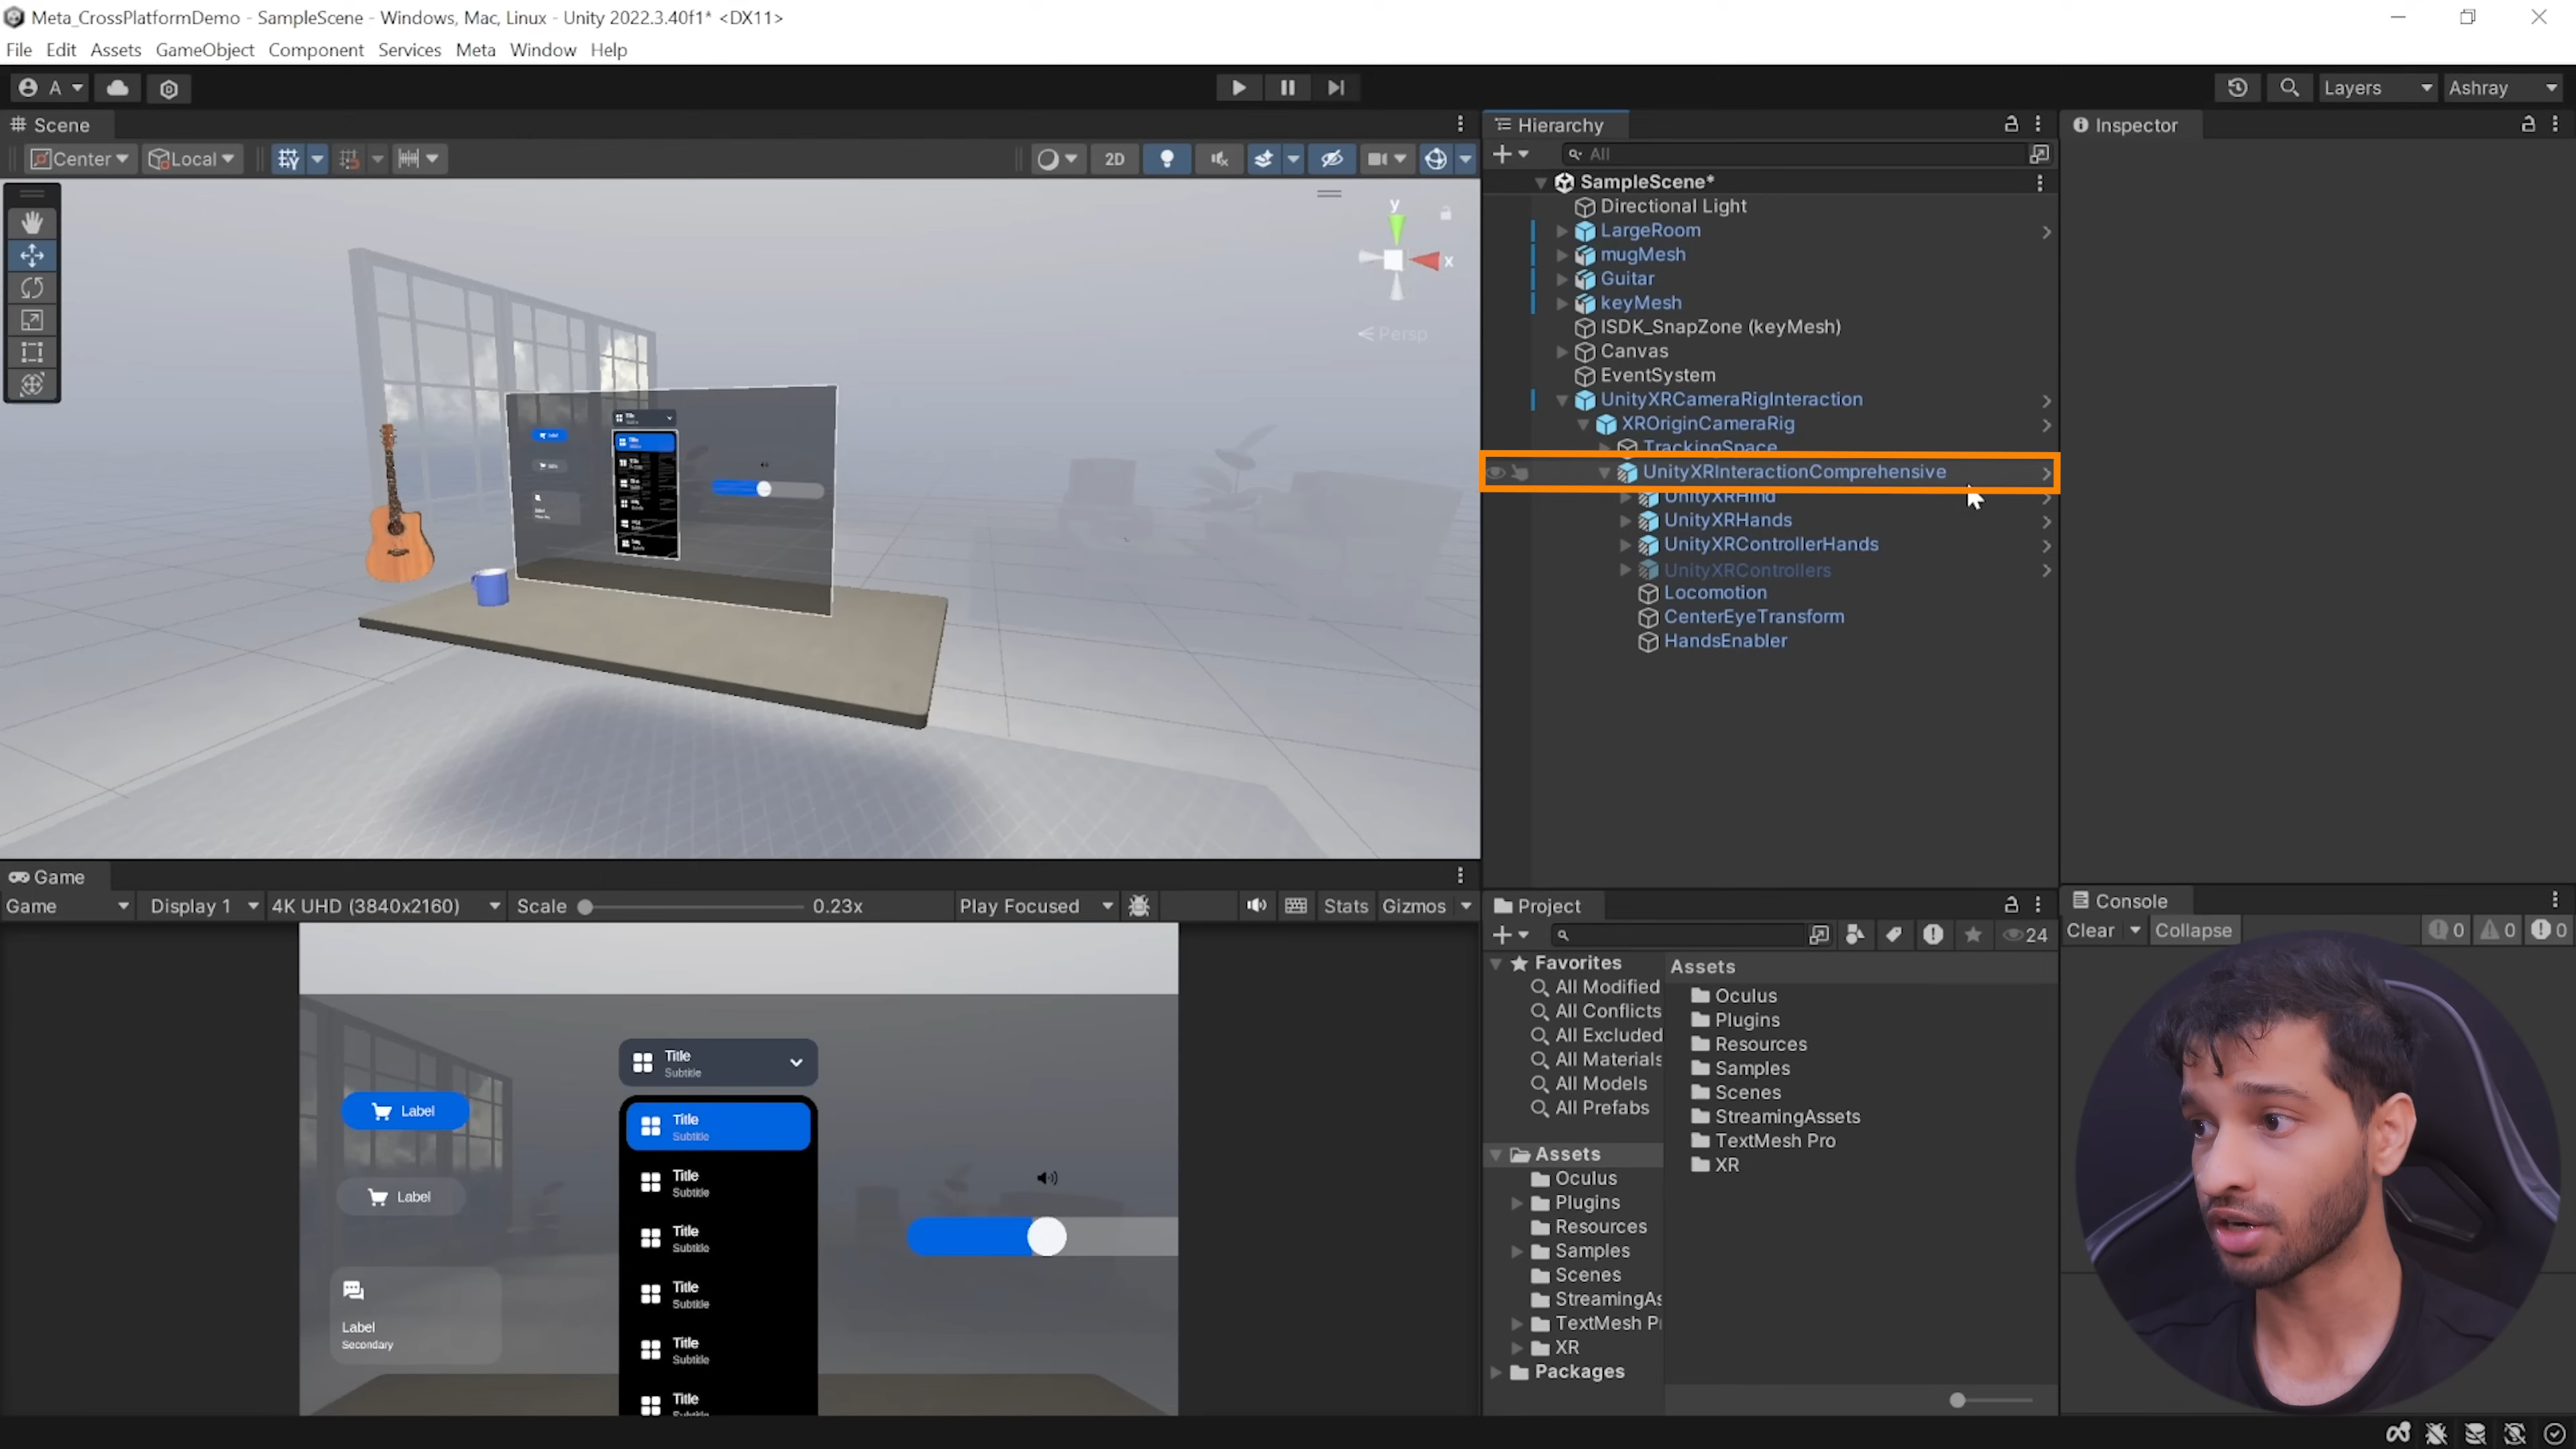 Meta_CrossPlatformDemo - SampleScene - Windows, Mac, Linux - Unity 2022.3.40f1* <DX11>
File Edit Assets GameObject Component Services Meta Window Help
A
Layers
Ashray
Scene
Center Local
2D
y
x
Persp
Hierarchy
All
SampleScene*
Directional Light
LargeRoom
mugMesh
Guitar
keyMesh
ISDK_SnapZone (keyMesh)
Canvas
EventSystem
UnityXRCameraRigInteraction
XROriginCameraRig
TrackingSpace
UnityXRInteractionComprehensive
UnityXRHmd
UnityXRHands
UnityXRControllerHands
UnityXRControllers
Locomotion
CenterEyeTransform
HandsEnabler
Inspector
Game
Game Display 1 4K UHD (3840x2160) Scale 0.23x Play Focused Stats Gizmos
Title
Subtitle
Label
Title
Subtitle
Label
Title
Subtitle
Title
Subtitle
Title
Subtitle
Label
Secondary
Title
Subtitle
Title
Project
24
Favorites
All Modified
All Conflicts
All Excluded
All Materials
All Models
All Prefabs
Assets
Oculus
Plugins
Resources
Samples
Scenes
StreamingAs
TextMesh P
XR
Packages
Assets
Oculus
Plugins
Resources
Samples
Scenes
StreamingAssets
TextMesh Pro
XR
Console
Clear Collapse 0 0 0